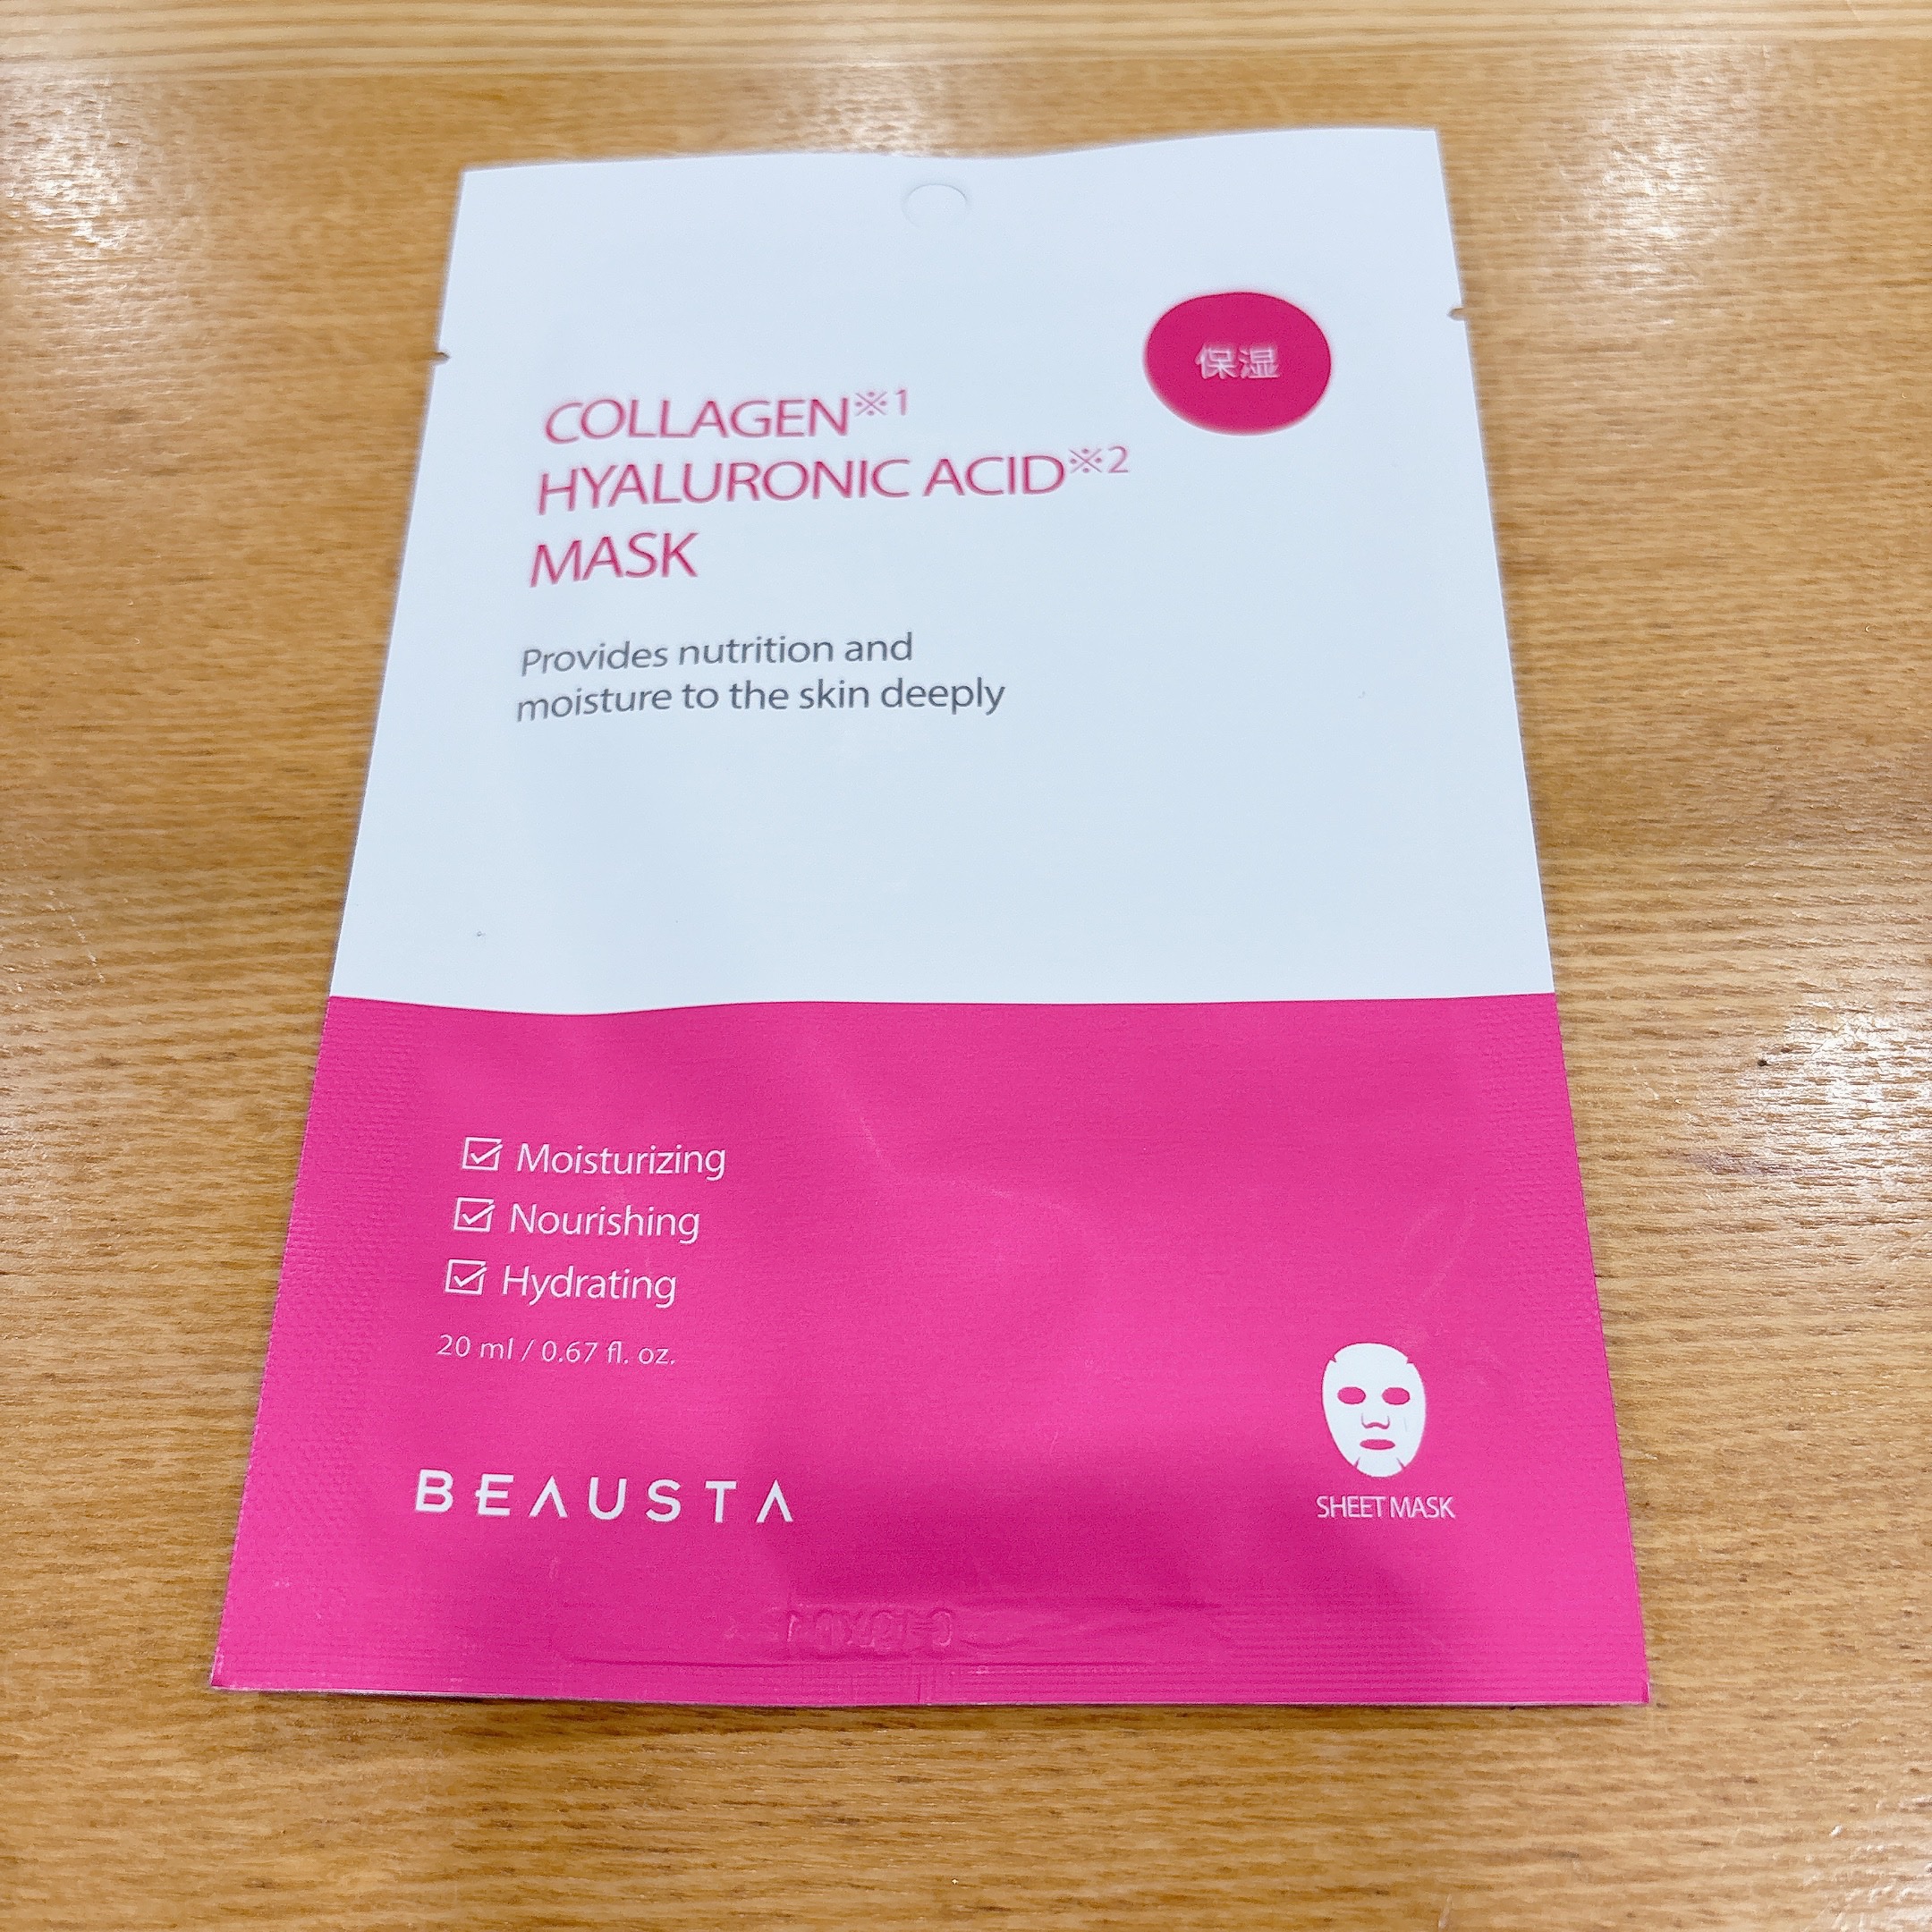 保湿
COLLAGEN※1
HYALURONIC ACID※2
MASK
Provides nutrition and
moisture to the skin deeply
Moisturizing
Nourishing
Hydrating
20 ml / 0.67 fl. oz.
BEAUSTA
SHEET MASK